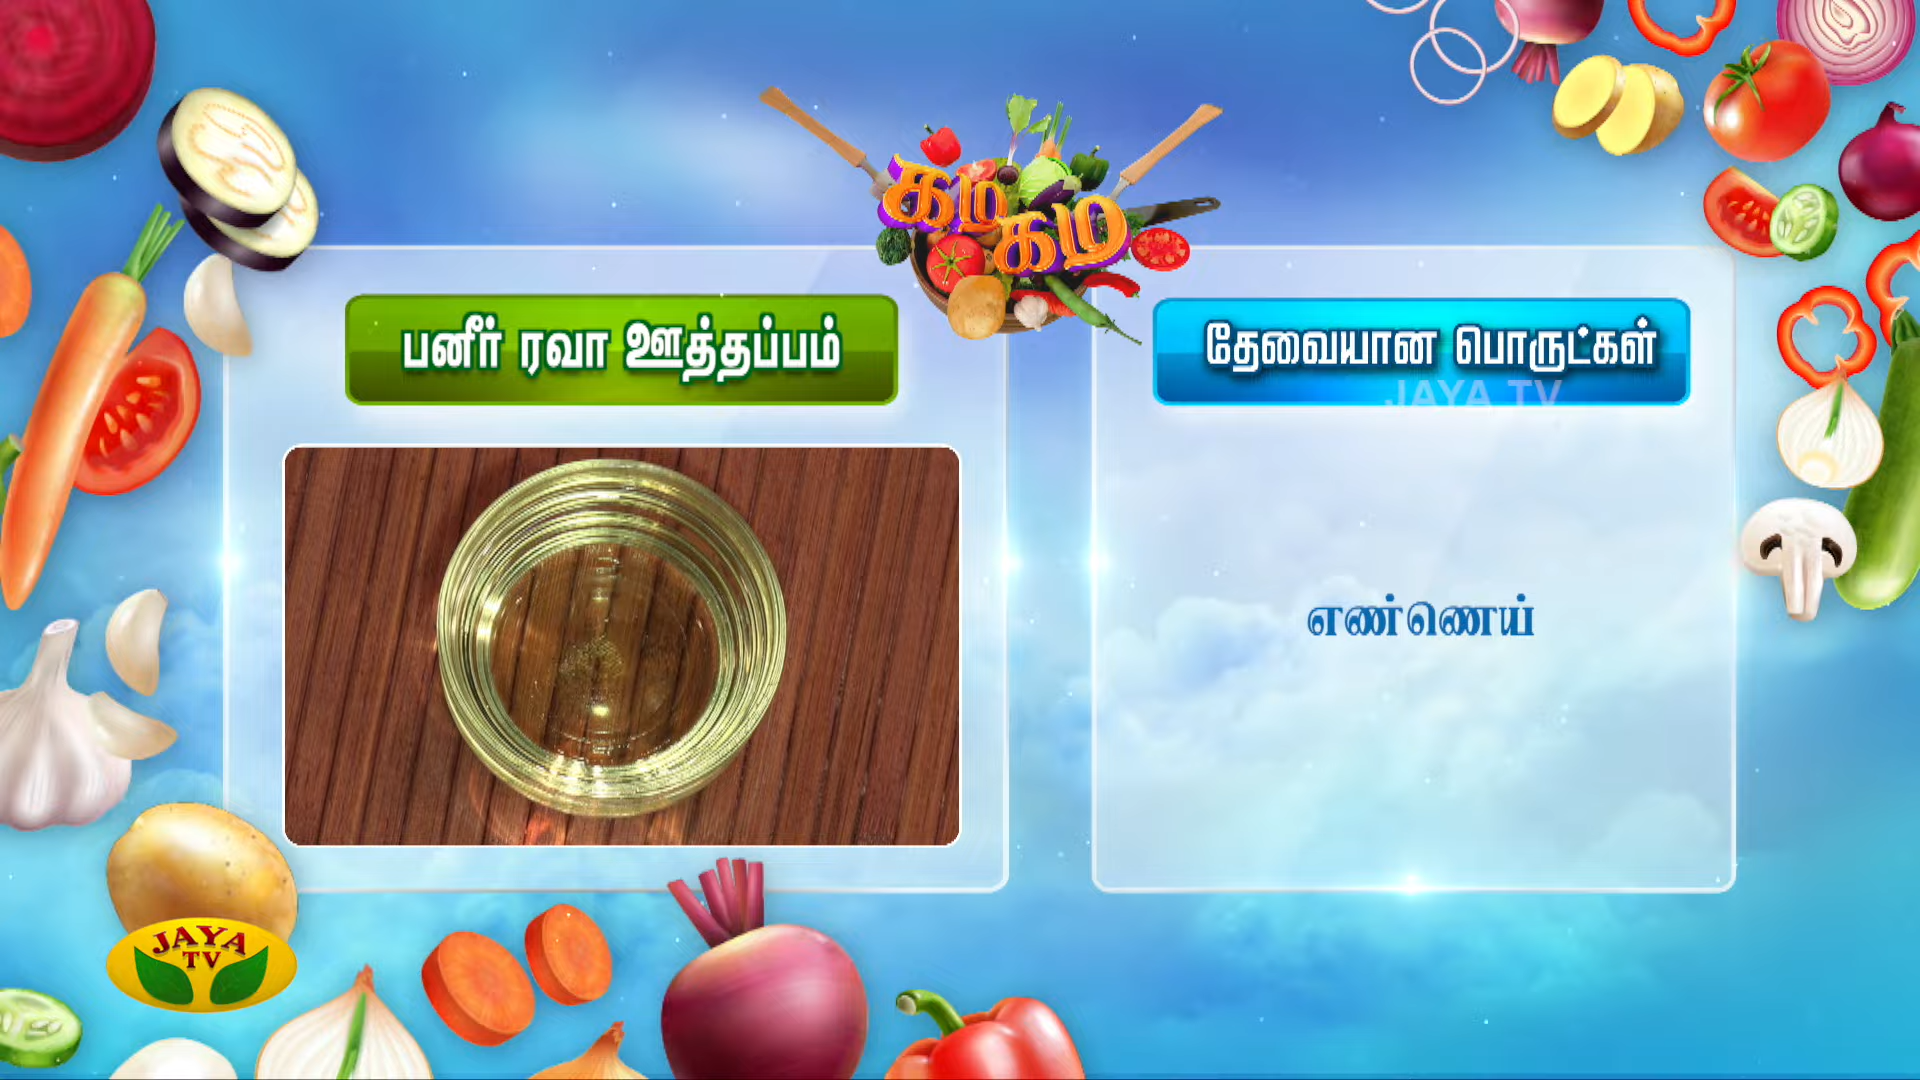 கம
கம
பனீர் ரவா ஊத்தப்பம்
தேவையான பொருட்கள்
JAYA TV
எண்ணெய்
JAYA
TV